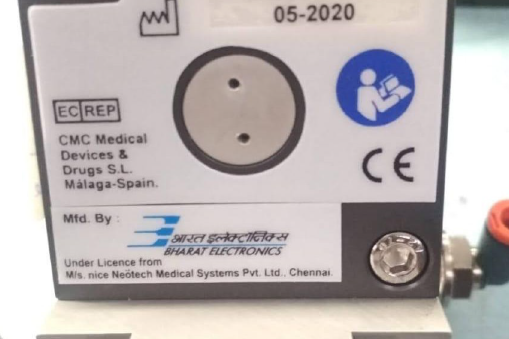 05-2020
EC REP
CMC Medical
Devices &
Drugs S.L.
Málaga-Spain.
CE
Mfd. By :
भारत इलेक्ट्रॉनिक्स
BHARAT ELECTRONICS
Under Licence from
M/s. nice Neotech Medical Systems Pvt. Ltd., Chennai.